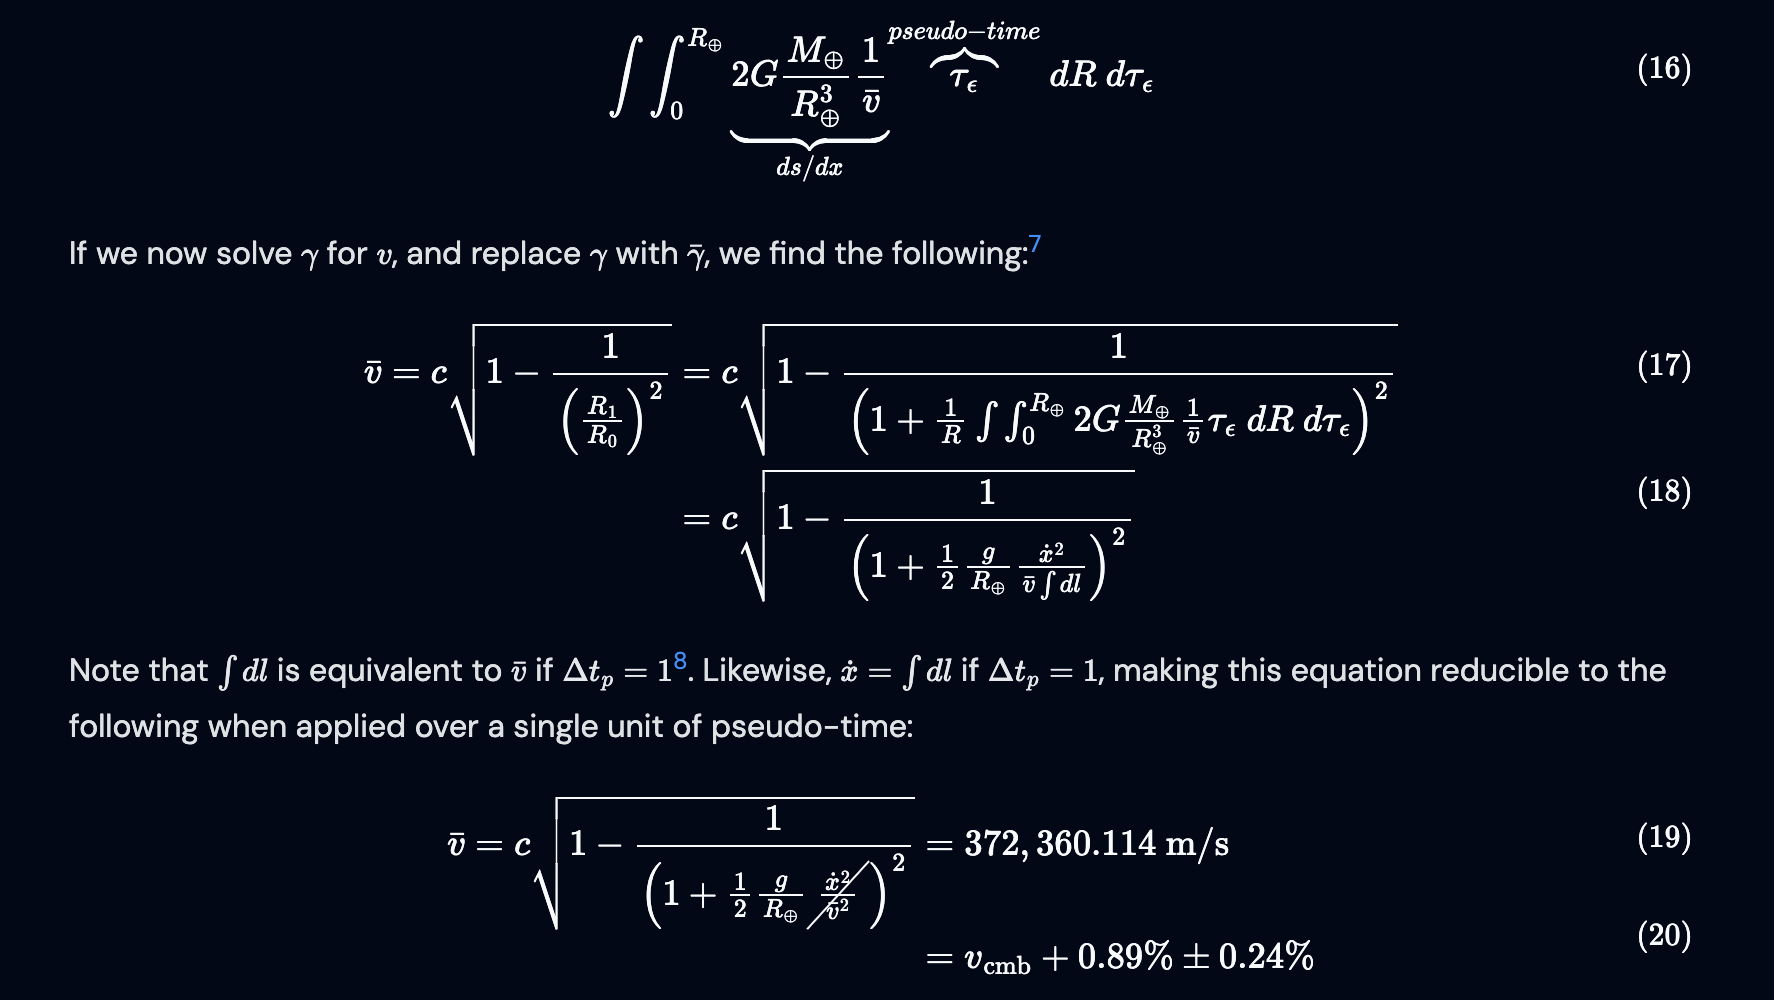 ∫∫₀^{R⊕} 2G M⊕/R⊕³ 1/v̄ (ds/dx) τ_ϵ (pseudo−time) dR dτ_ϵ (16)
If we now solve γ for v, and replace γ with γ̄, we find the following:⁷
v̄ = c √(1 − 1/(R₁/R₀)²) = c √(1 − 1/(1 + 1/R ∫∫₀^{R⊕} 2G M⊕/R⊕³ 1/v̄ τ_ϵ dR dτ_ϵ)²) (17)
= c √(1 − 1/(1 + 1/2 g/R⊕ ẋ²/(v̄ ∫ dl))²) (18)
Note that ∫ dl is equivalent to v̄ if Δt_p = 1⁸. Likewise, ẋ = ∫ dl if Δt_p = 1, making this equation reducible to the
following when applied over a single unit of pseudo-time:
v̄ = c √(1 − 1/(1 + 1/2 g/R⊕ ẋ²/v̄²)²) = 372,360.114 m/s (19)
= v_cmb + 0.89% ± 0.24% (20)